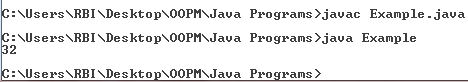 C:\Users\RBI\Desktop\OOPM\Java Programs>javac Example.java
C:\Users\RBI\Desktop\OOPM\Java Programs>java Example
32
C:\Users\RBI\Desktop\OOPM\Java Programs>